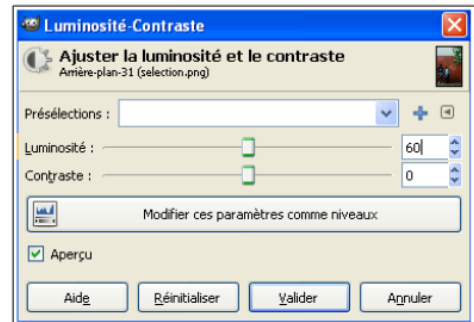 Luminosité-Contraste
Ajuster la luminosité et le contraste
Arrière-plan-31 (selection.png)
Présélections :
Luminosité : 60
Contraste : 0
Modifier ces paramètres comme niveaux
Aperçu
Aide Réinitialiser Valider Annuler